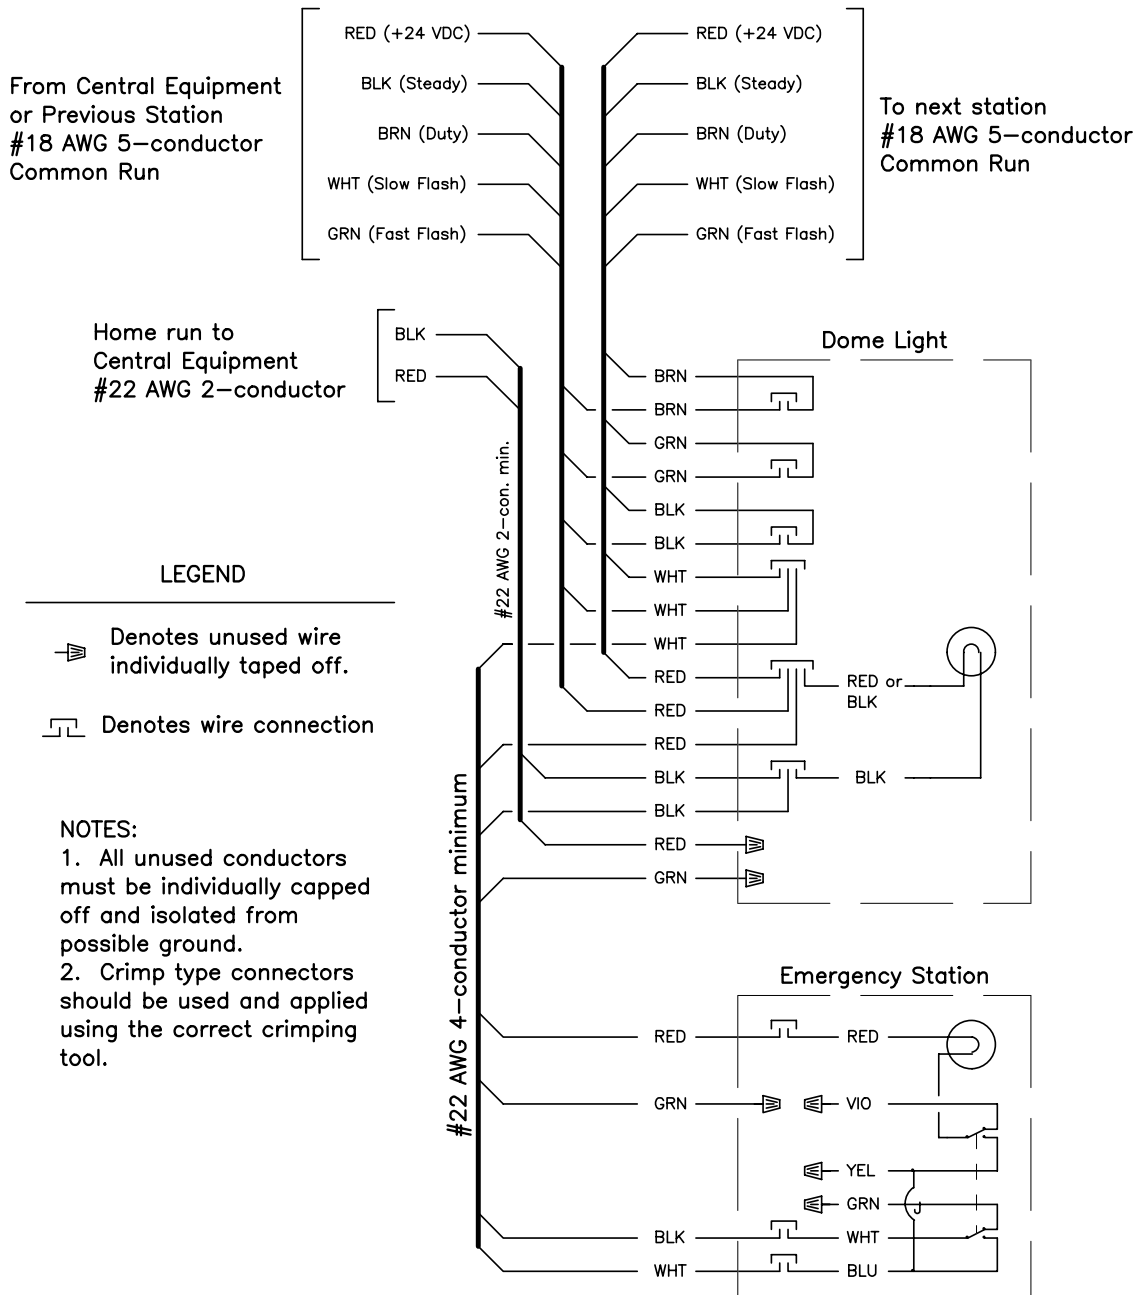 RED (+24 VDC)
BLK (Steady)
BRN (Duty)
WHT (Slow Flash)
GRN (Fast Flash)
From Central Equipment
or Previous Station
#18 AWG 5-conductor
Common Run
RED (+24 VDC)
BLK (Steady)
BRN (Duty)
WHT (Slow Flash)
GRN (Fast Flash)
To next station
#18 AWG 5-conductor
Common Run
Home run to
Central Equipment
#22 AWG 2-conductor
BLK
RED
#22 AWG 2-con. min.
Dome Light
BRN
BRN
GRN
GRN
BLK
BLK
WHT
WHT
WHT
RED
RED
RED
BLK
BLK
RED
GRN
RED or
BLK
BLK
LEGEND
Denotes unused wire
individually taped off.
Denotes wire connection
NOTES:
1. All unused conductors
must be individually capped
off and isolated from
possible ground.
2. Crimp type connectors
should be used and applied
using the correct crimping
tool.
#22 AWG 4-conductor minimum
Emergency Station
RED
RED
GRN
VIO
YEL
GRN
J
BLK
WHT
WHT
BLU